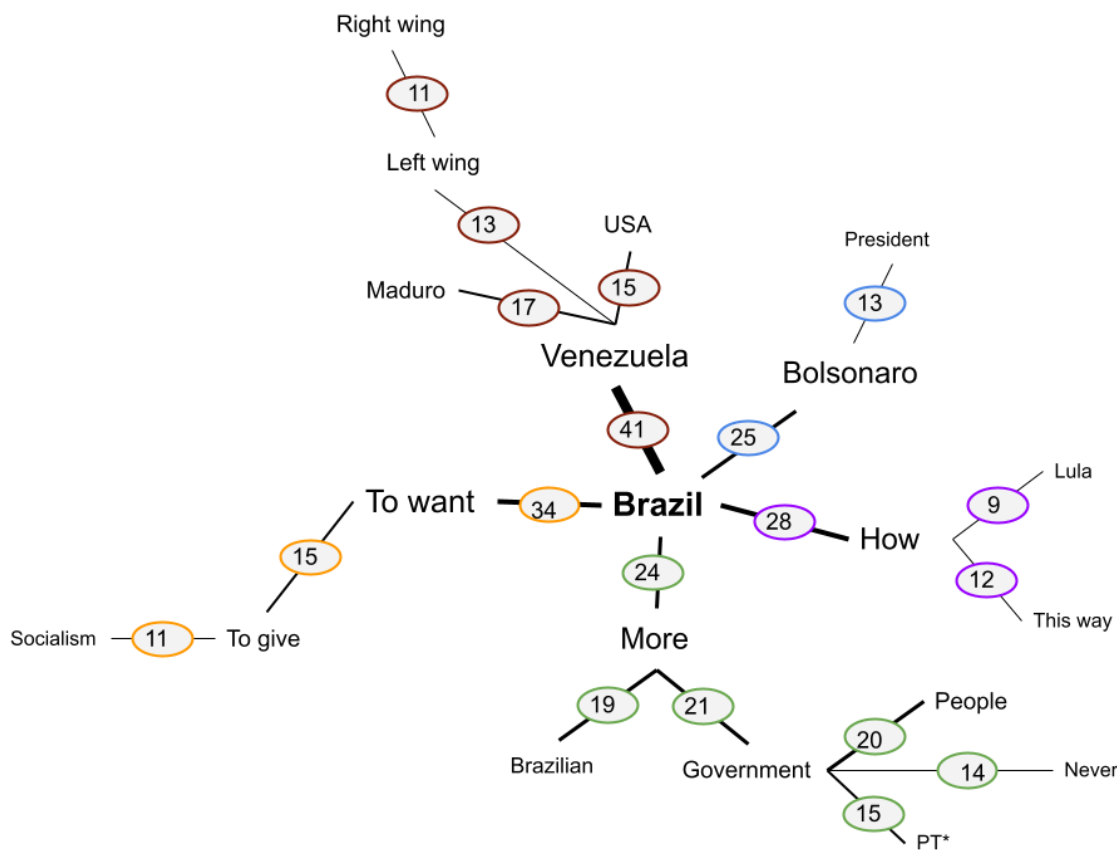 Right wing
11
Left wing
13
USA
President
Maduro
17
15
13
Venezuela
Bolsonaro
41
25
To want
34
Brazil
28
How
Lula
9
12
This way
15
24
Socialism
11
To give
More
19
21
Brazilian
Government
People
20
14
Never
15
PT*